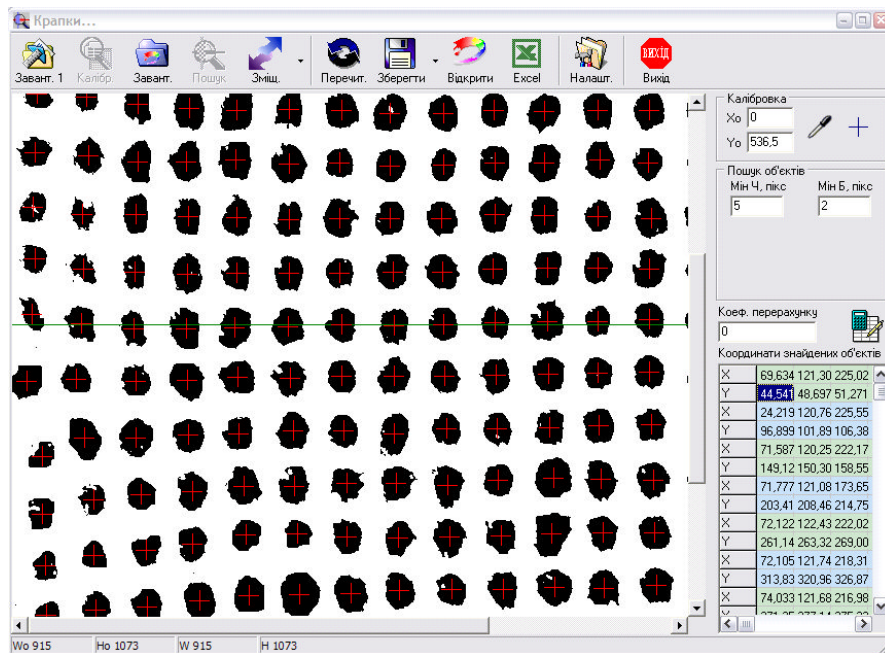 Крапки...
Завант. 1 Калібр. Завант. Пошук Зміщ. Перечит. Зберегти Відкрити Excel Налашт. Вихід
ВИХІД
Калібровка
Xo 0
Yo 536,5
Пошук об'єктів
Мін Ч, пікс Мін Б, пікс
5 2
Коеф. перерахунку
0
Координати знайдених об'єктів
X 69,634 121,30 225,02
Y 44,541 48,697 51,271
X 24,219 120,76 225,55
Y 96,899 101,89 106,38
X 71,587 120,25 222,17
Y 149,12 150,30 158,55
X 71,777 121,08 173,65
Y 203,41 208,46 214,75
X 72,122 122,43 222,02
Y 261,14 263,32 269,00
X 72,105 121,74 218,31
Y 313,83 320,96 326,87
X 74,033 121,68 216,98
Wo 915 Ho 1073 W 915 H 1073